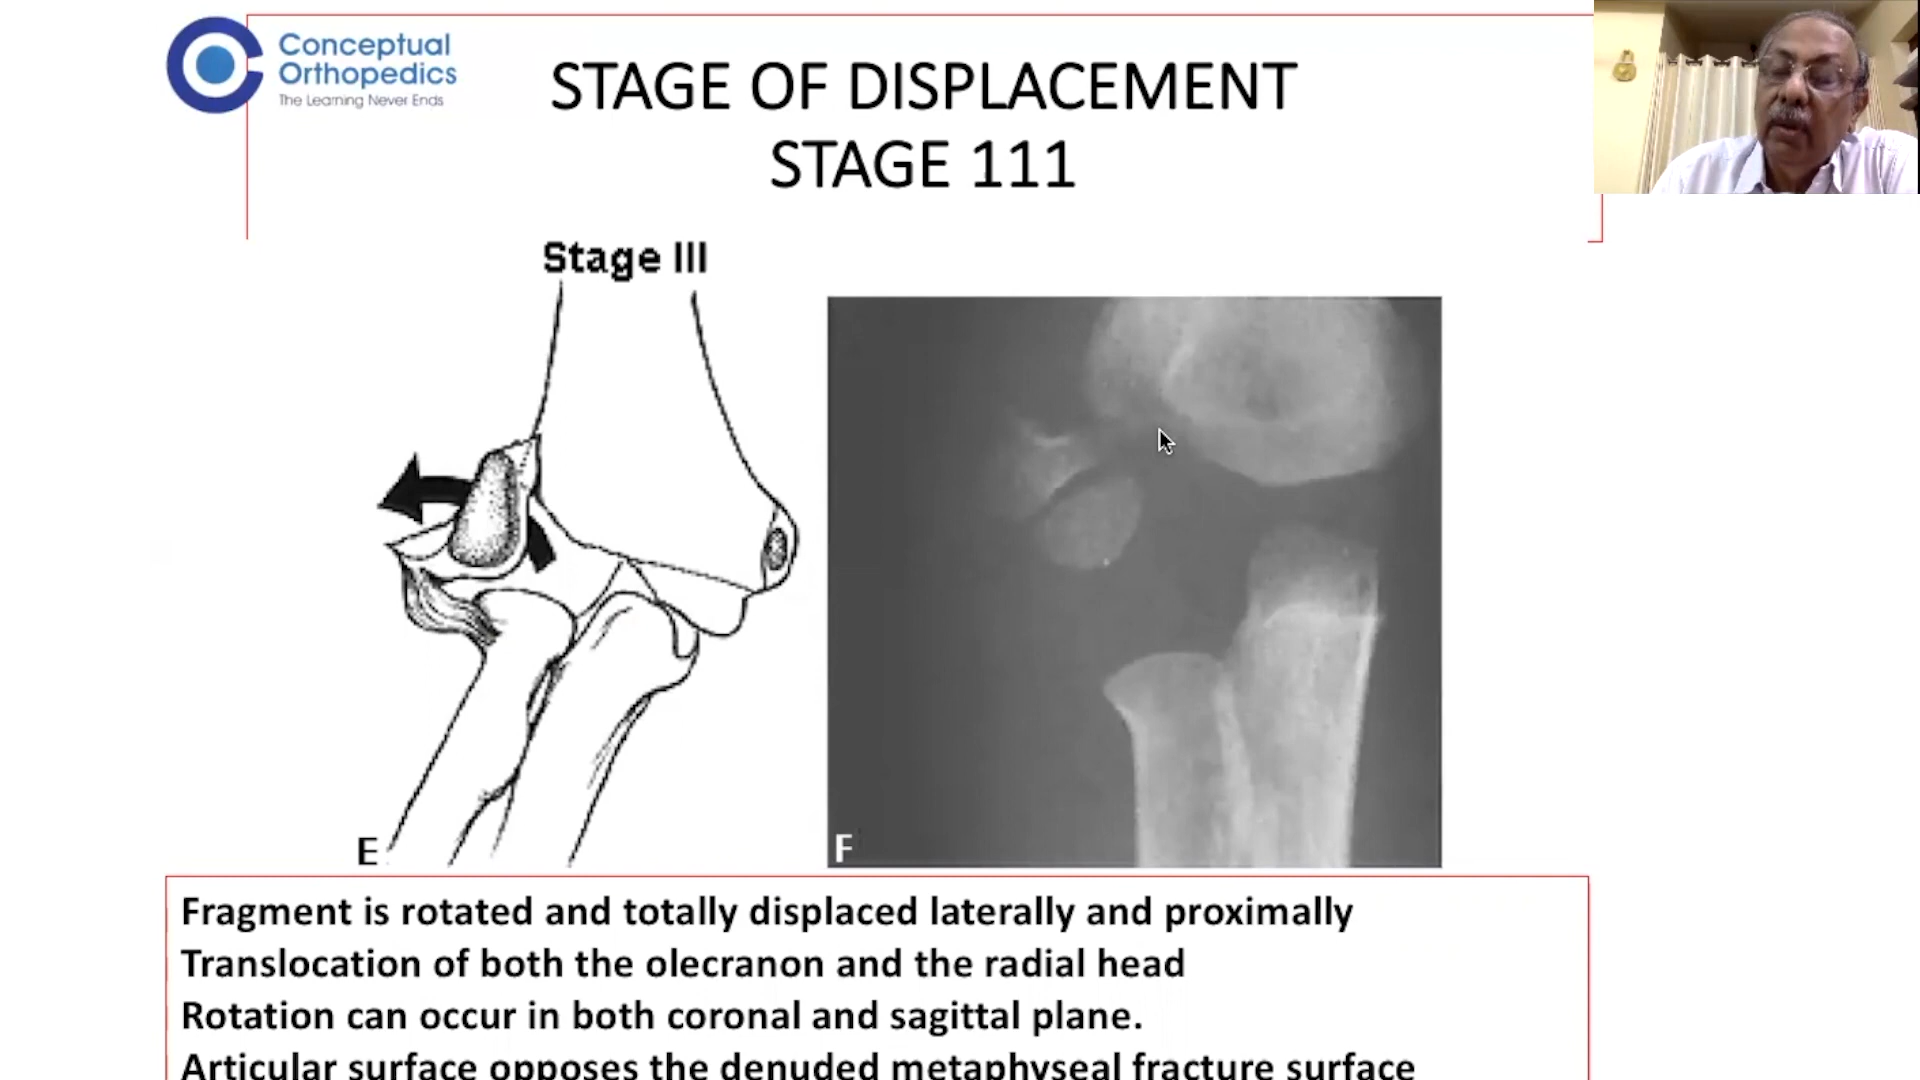 Conceptual
Orthopedics
The Learning Never Ends
STAGE OF DISPLACEMENT
STAGE 111
Stage III
E
F
Fragment is rotated and totally displaced laterally and proximally
Translocation of both the olecranon and the radial head
Rotation can occur in both coronal and sagittal plane.
Articular surface opposes the denuded metaphyseal fracture surface